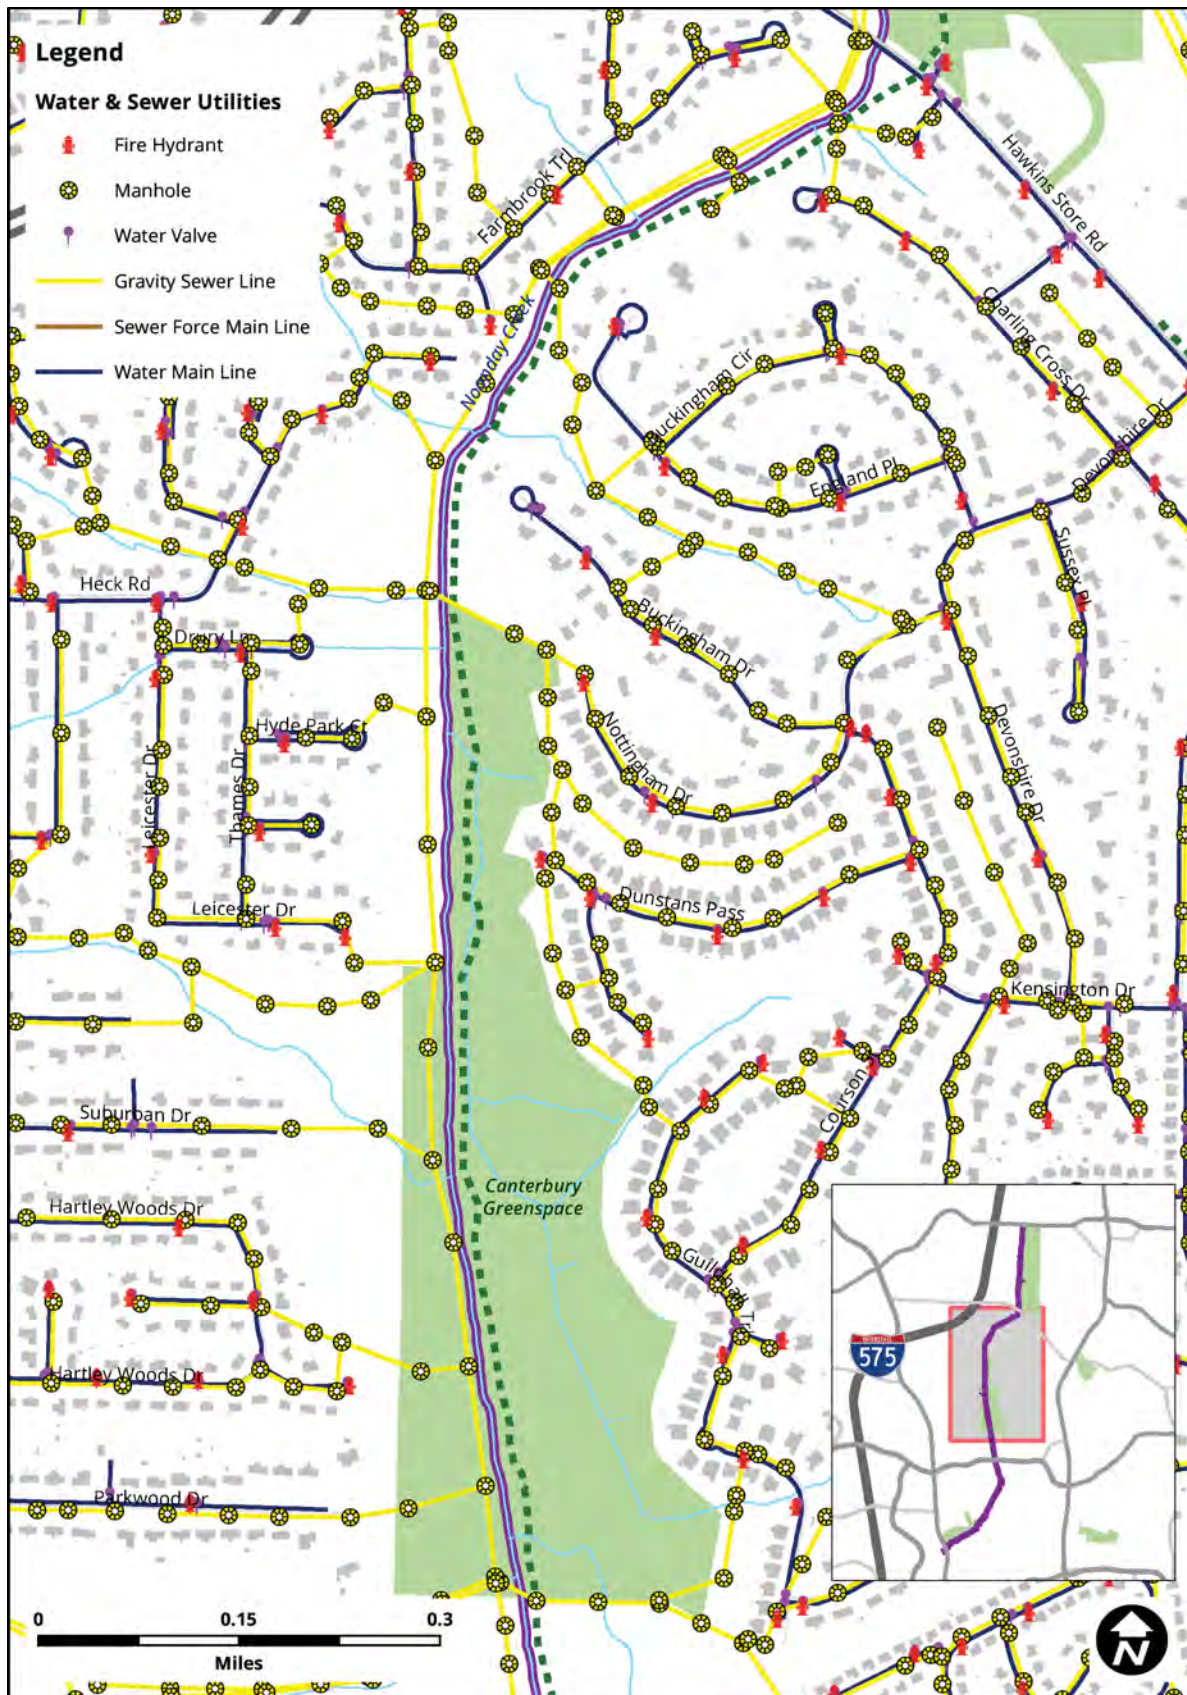 Legend
Water & Sewer Utilities
Fire Hydrant
Manhole
Water Valve
Gravity Sewer Line
Sewer Force Main Line
Water Main Line
Farmbrook Trl
Hawkins Store Rd
Noonday Creek
Charling Cross Dr
Buckingham Cir
England Pl
Devonshire Dr
Sussex Pl
Heck Rd
Drury Ln
Buckingham Dr
Hyde Park Ct
Nottingham Dr
Devonshire Dr
Leicester Dr
Thames Dr
Dunstans Pass
Leicester Dr
Kensington Dr
Courson
Suburban Dr
Canterbury
Greenspace
Hartley Woods Dr
Guildhall Trl
INTERSTATE
575
Hartley Woods Dr
Parkwood Dr
0
0.15
0.3
Miles
N